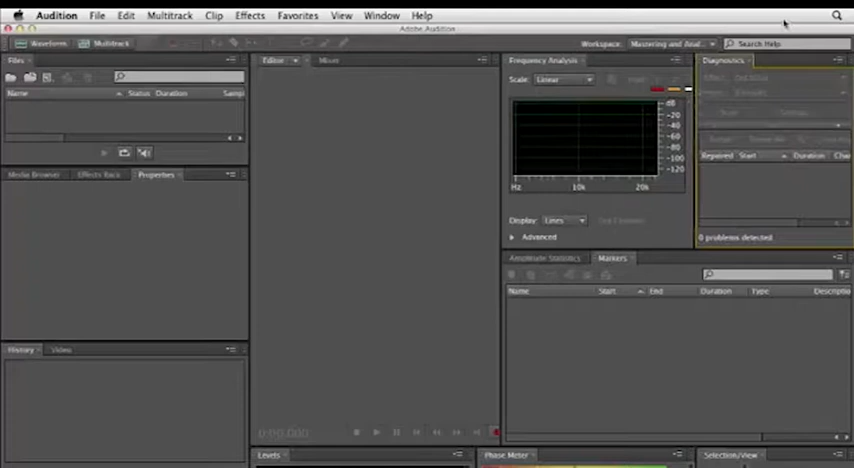 Audition File Edit Multitrack Clip Effects Favorites View Window Help
Adobe Audition
Waveform Multitrack Workspace: Mastering and Anal... Search Help
Files Editor Mixer Frequency Analysis Diagnostics
Scale: Linear
Name Status Duration Sampl
dB
-20
-40
-60
-80
-100
-120
Hz 10k 20k
Repaired Start Duration Chan
Media Browser Effects Rack Properties
Display: Lines
Advanced
0 problems detected
Amplitude Statistics Markers
Name Start End Duration Type Descriptio
History Video
0:00.000
Levels Phase Meter Selection/View